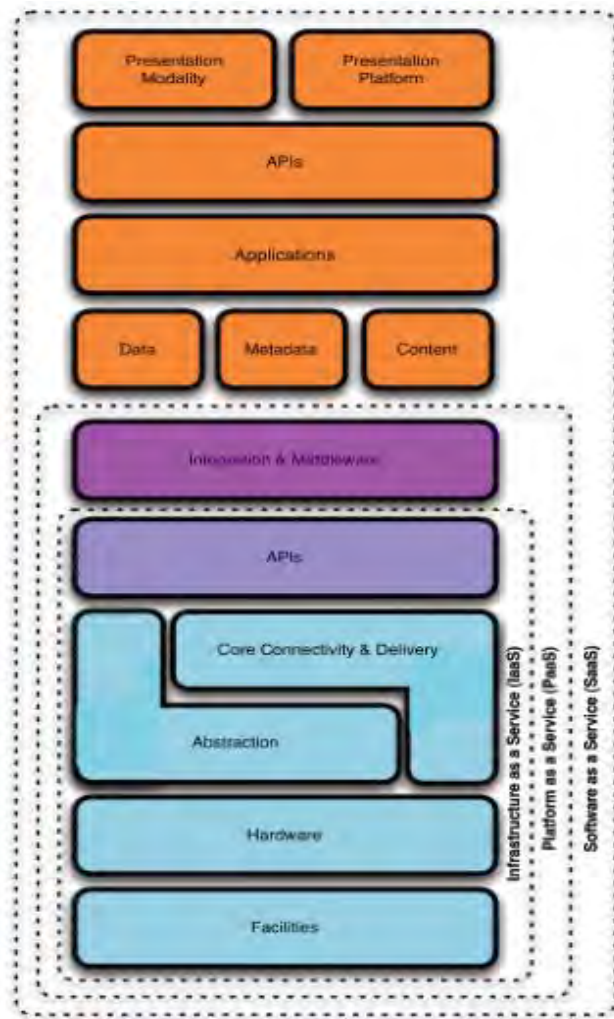 Presentation
Modality
Presentation
Platform
APIs
Applications
Data
Metadata
Content
Integration & Middleware
APIs
Core Connectivity & Delivery
Abstraction
Hardware
Facilities
Infrastructure as a Service (IaaS)
Platform as a Service (PaaS)
Software as a Service (SaaS)